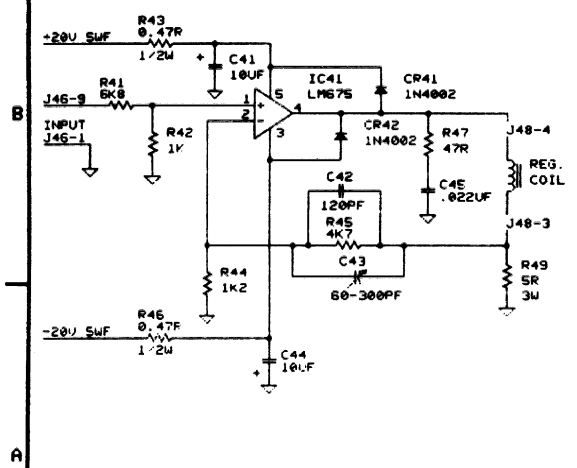 R43
0.47R
+20V SWF
1/2W
+
C41
10UF
IC41
LM675
CR41
1N4002
J46-9
R41
6K8
B
INPUT
J46-1
R42
1K
1
+
2
-
5
4
3
CR42
1N4002
R47
47R
J48-4
REG.
COIL
C42
120PF
C45
.022UF
R45
4K7
J48-3
C43
60-300PF
R44
1K2
R49
5R
3W
R46
0.47R
-20V SWF
1/2W
C44
+
10UF
A